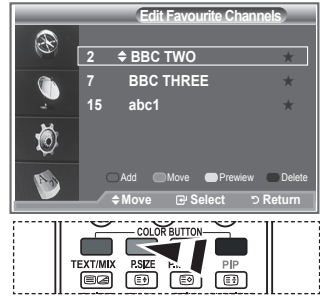 Edit Favourite Channels
2 BBC TWO
7 BBC THREE
15 abc1
Add Move Preview Delete
Move Select Return
COLOR BUTTON
TEXT/MIX P.SIZE PIP